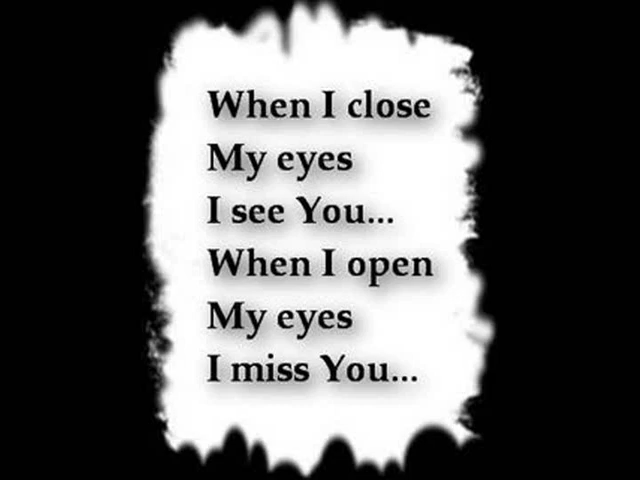 When I close
My eyes
I see You...
When I open
My eyes
I miss You...